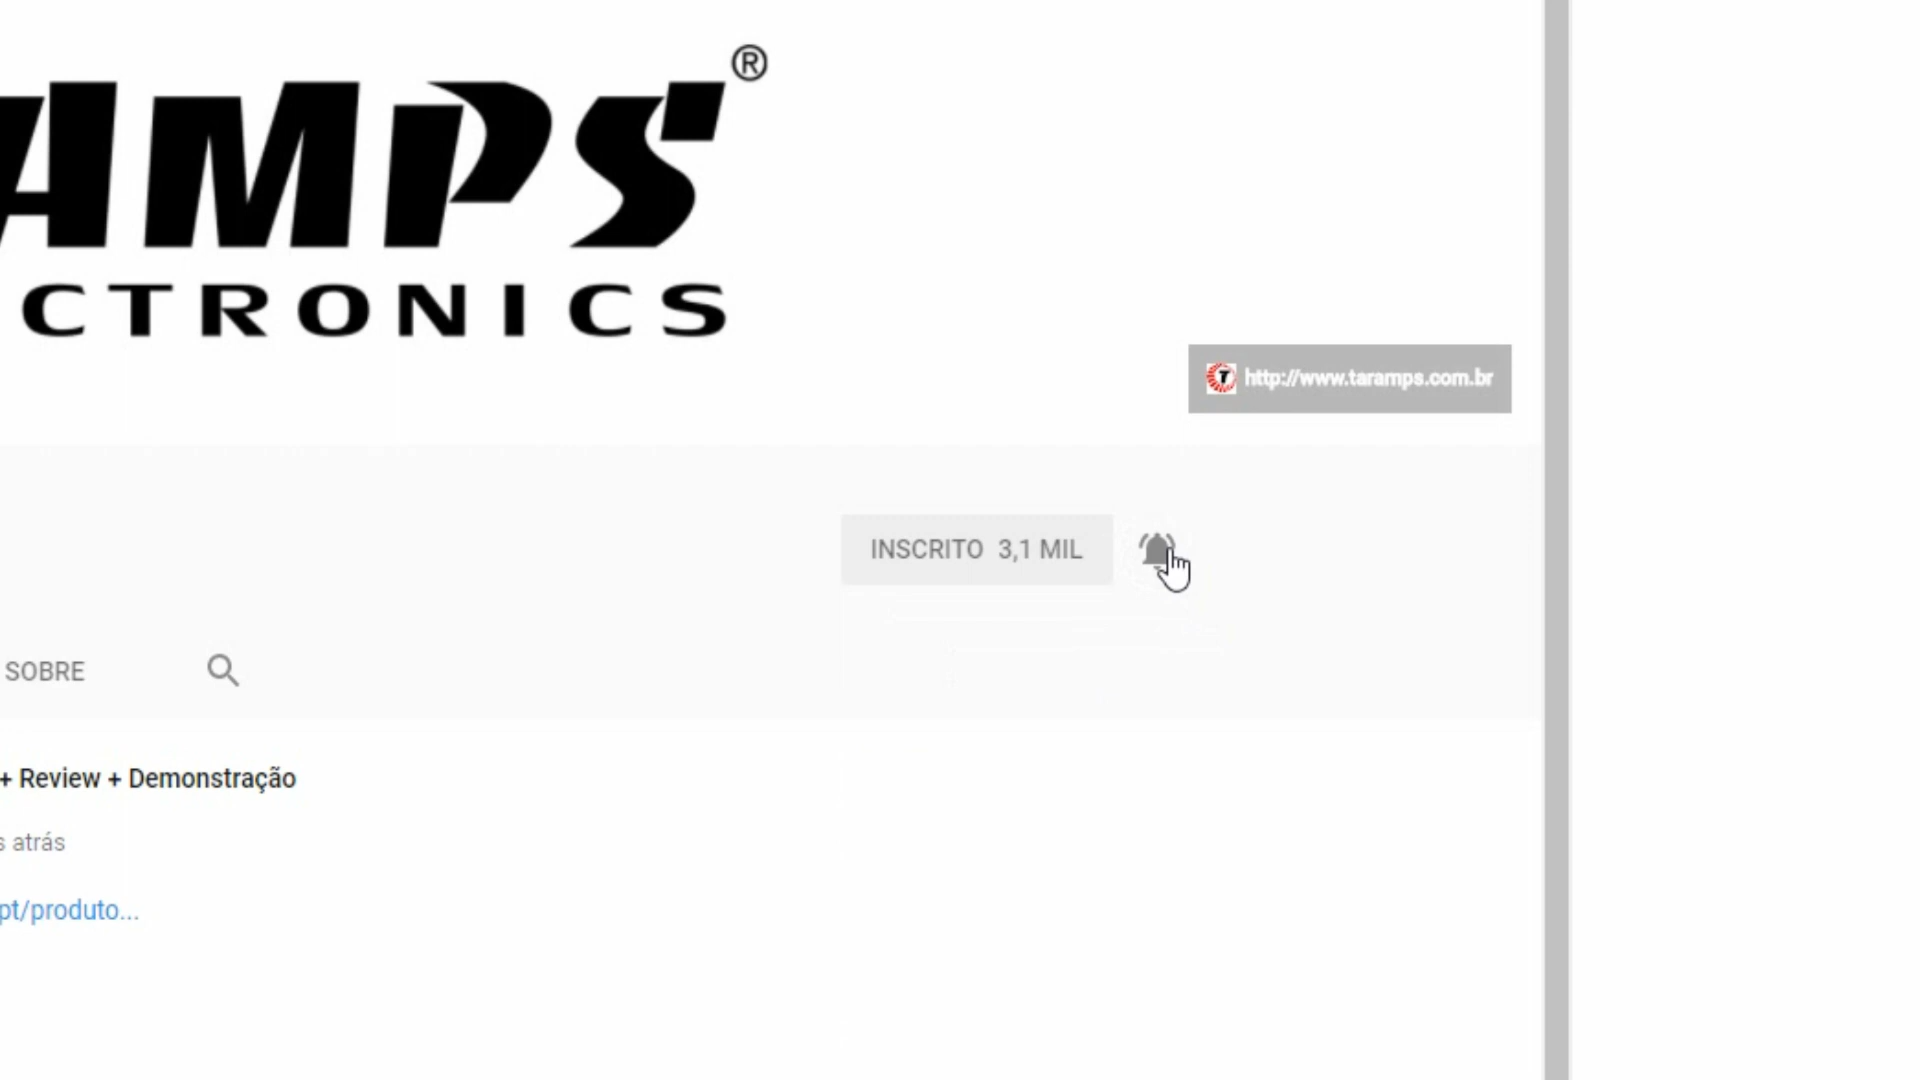 AMPS®
CTRONICS
http://www.taramps.com.br
INSCRITO 3,1 MIL
SOBRE
+ Review + Demonstração
s atrás
pt/produto...